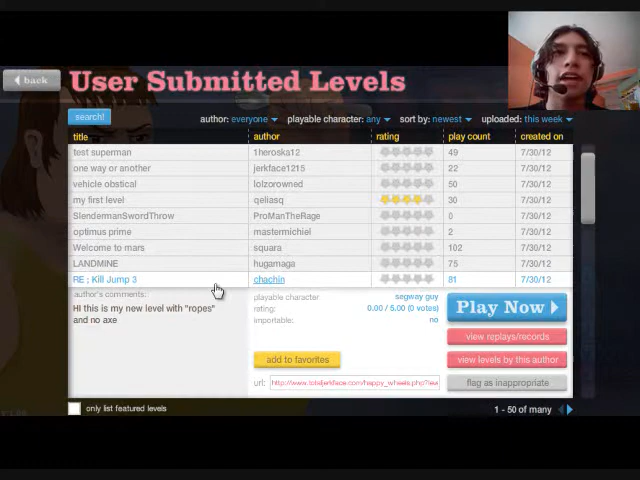 back
User Submitted Levels
search!
author: everyone playable character: any sort by: newest uploaded: this week
title author rating play count created on
test superman 1heroska12 49 7/30/12
one way or another jerkface1215 22 7/30/12
vehicle obstical lolzorowned 50 7/30/12
my first level qeliasq 30 7/30/12
SlendermanSwordThrow ProManTheRage 0 7/30/12
optimus prime mastermichiel 2 7/30/12
Welcome to mars squara 102 7/30/12
LANDMINE hugamaga 75 7/30/12
RE ; Kill Jump 3 chachin 81 7/30/12
author's comments:
HI this is my new level with "ropes"
and no axe
playable character segway guy
rating: 0.00 / 5.00 (0 votes)
importable: no
add to favorites
url: http://www.totaljerkface.com/happy_wheels.php?lev
Play Now
view replays/records
view levels by this author
flag as inappropriate
only list featured levels
1 - 50 of many